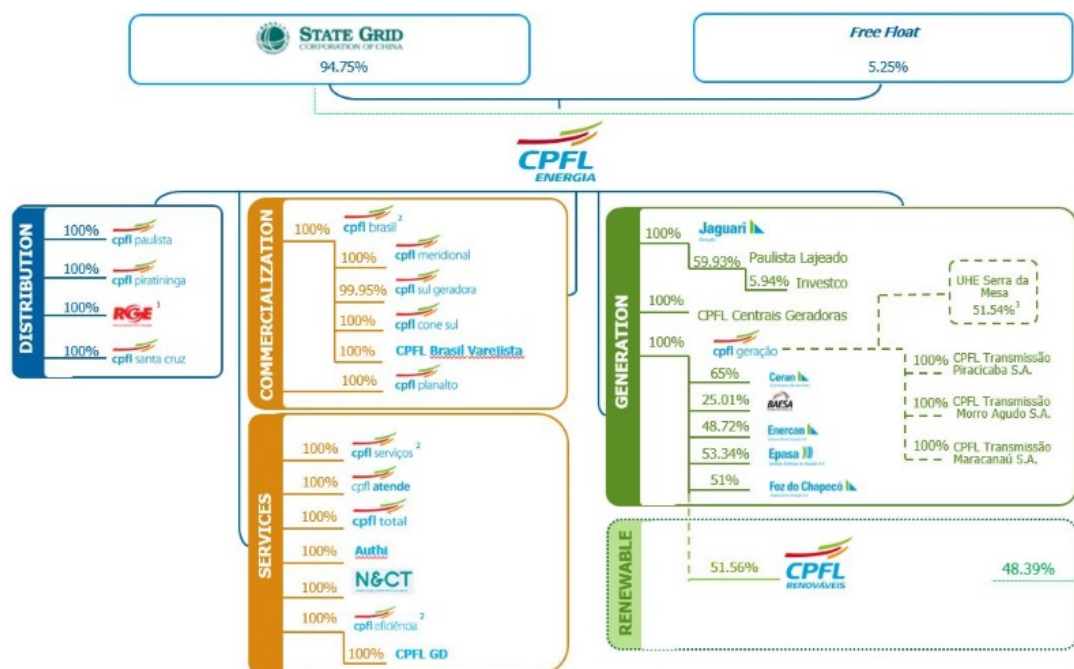 STATE GRID
CORPORATION OF CHINA
94.75%
Free Float
5.25%
CPFL
ENERGIA
DISTRIBUTION
100%
cpfl paulista
100%
cpfl piratininga
100%
RGE 1
100%
cpfl santa cruz
COMMERCIALIZATION
100%
cpfl brasil 2
100%
cpfl meridional
99.95%
cpfl sul geradora
100%
cpfl cone sul
100%
CPFL Brasil Varejista
100%
cpfl planalto
SERVICES
100%
cpfl serviços 2
100%
cpfl atende
100%
cpfl total
100%
Authi
100%
N&CT
100%
cpfl eficiência 2
100%
CPFL GD
GENERATION
100%
Jaguari
59.93%
Paulista Lajeado
5.94%
Investco
100%
CPFL Centrais Geradoras
100%
cpfl geração
65%
Ceran
25.01%
BAESA
48.72%
Enercan
53.34%
Epasa
51%
Foz do Chapecó
UHE Serra da
Mesa
51.54% 3
100%
CPFL Transmissão
Piracicaba S.A.
100%
CPFL Transmissão
Morro Agudo S.A.
100%
CPFL Transmissão
Maracanaú S.A.
RENEWABLE
51.56%
CPFL
RENOVÁVEIS
48.39%